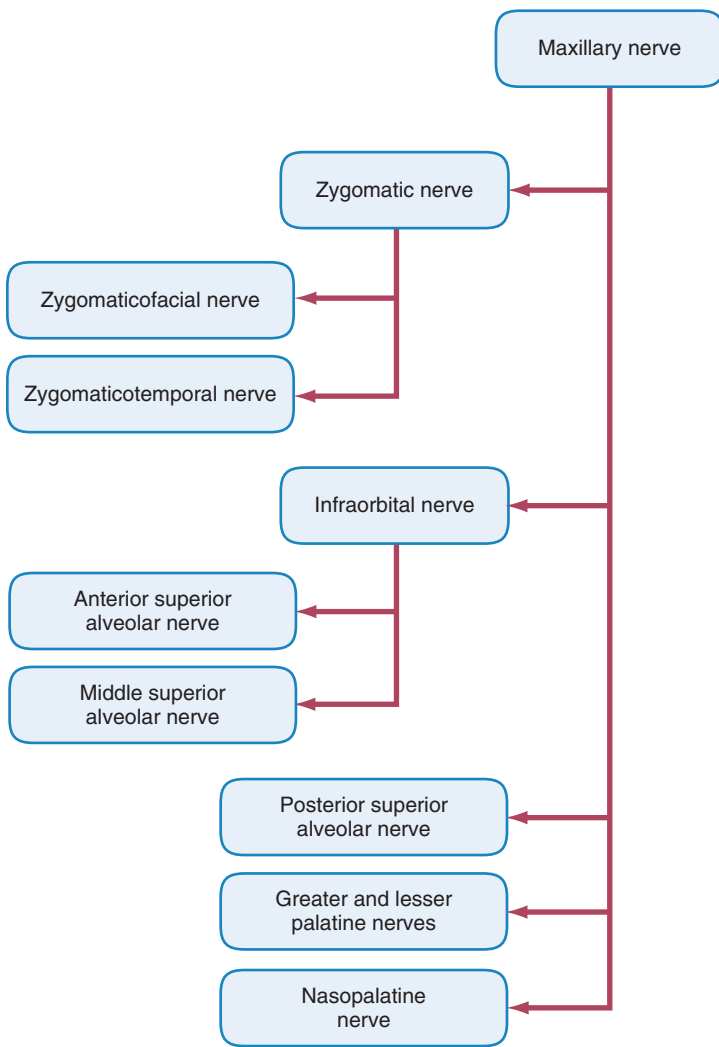 Maxillary nerve
Zygomatic nerve
Zygomaticofacial nerve
Zygomaticotemporal nerve
Infraorbital nerve
Anterior superior
alveolar nerve
Middle superior
alveolar nerve
Posterior superior
alveolar nerve
Greater and lesser
palatine nerves
Nasopalatine
nerve